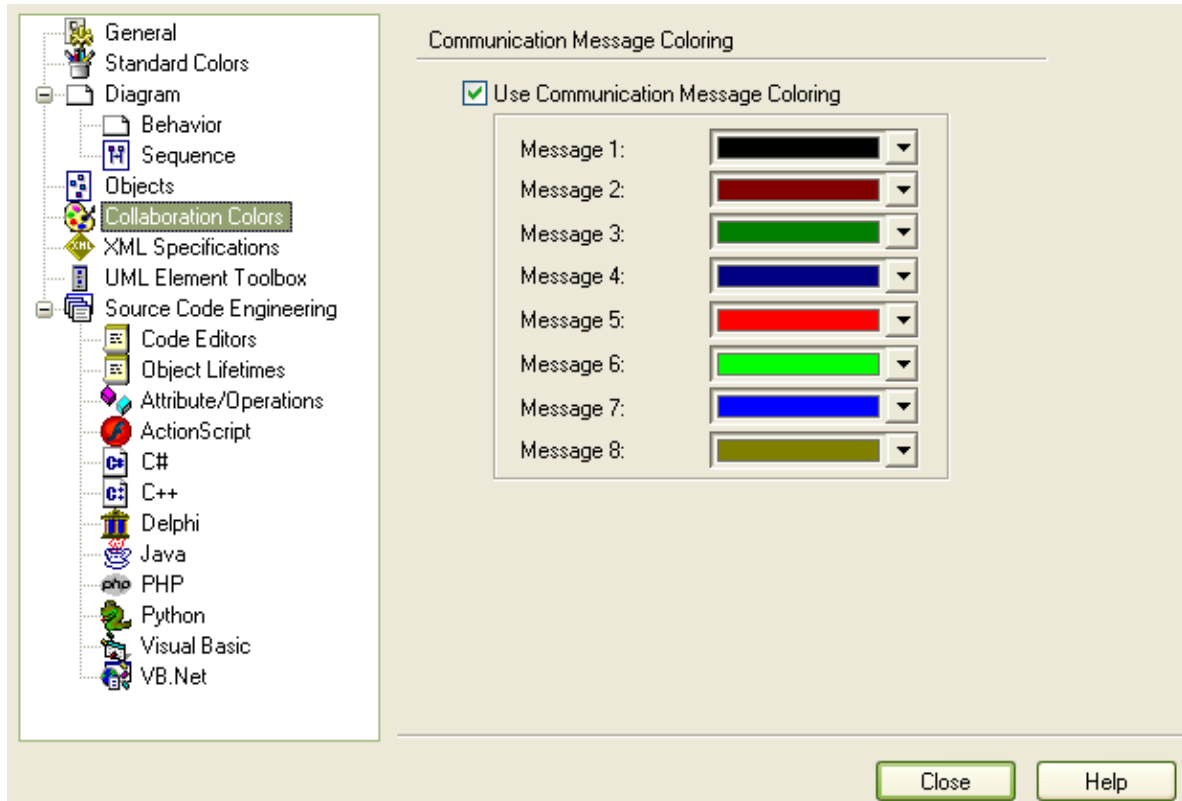 General
Standard Colors
Diagram
Behavior
Sequence
Objects
Collaboration Colors
XML Specifications
UML Element Toolbox
Source Code Engineering
Code Editors
Object Lifetimes
Attribute/Operations
ActionScript
C#
C++
Delphi
Java
php PHP
Python
Visual Basic
VB.Net
Communication Message Coloring
Use Communication Message Coloring
Message 1:
Message 2:
Message 3:
Message 4:
Message 5:
Message 6:
Message 7:
Message 8:
Close
Help